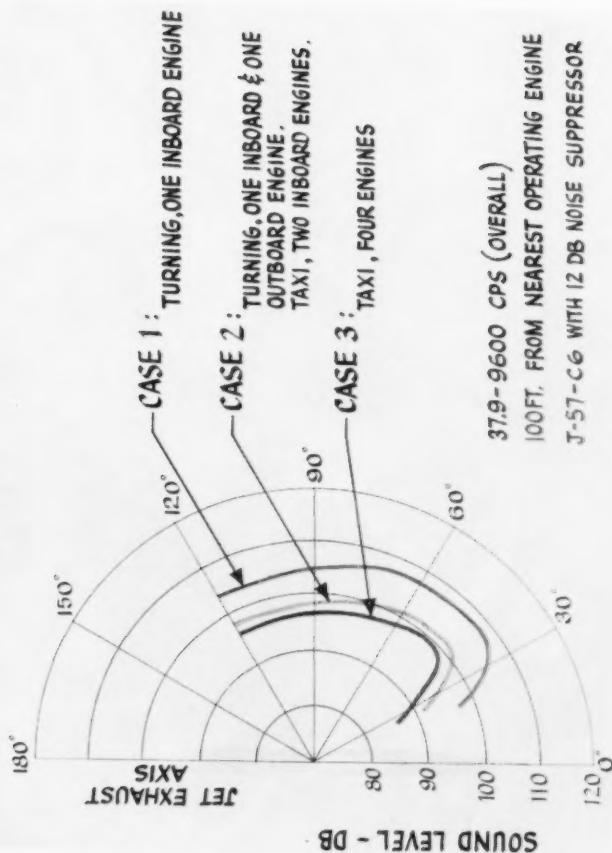 CASE 1:
TURNING, ONE INBOARD ENGINE
CASE 2:
TURNING, ONE INBOARD & ONE
OUTBOARD ENGINE.
TAXI, TWO INBOARD ENGINES.
CASE 3:
TAXI, FOUR ENGINES
37.9-9600 CPS (OVERALL)
100FT. FROM NEAREST OPERATING ENGINE
J-57-C6 WITH 12 DB NOISE SUPPRESSOR
180°
150°
120°
90°
60°
30°
0°
JET EXHAUST
AXIS
80
90
100
110
120
SOUND LEVEL - DB